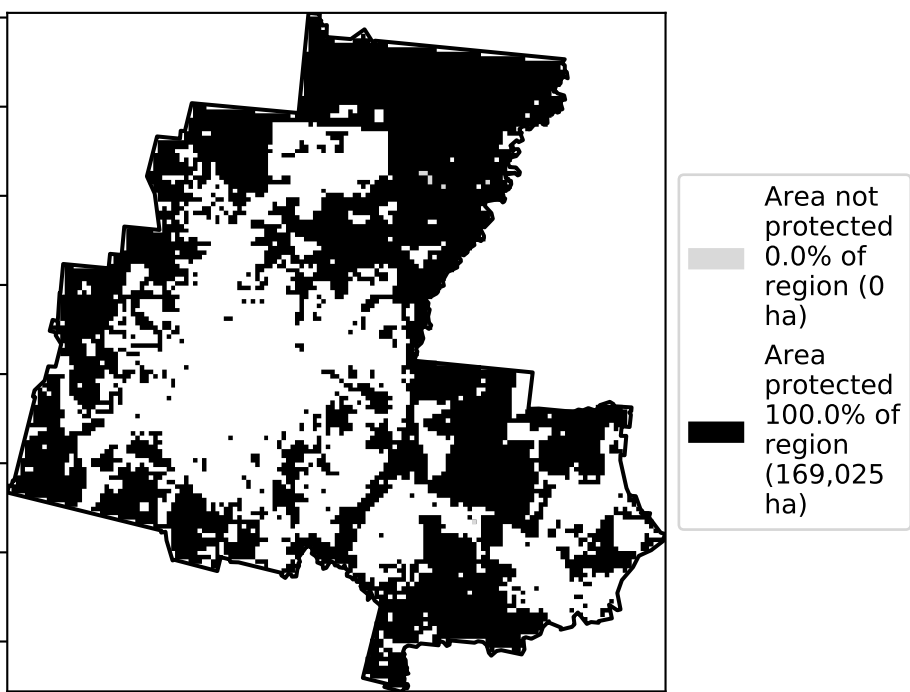 Area not
protected
0.0% of
region (0
ha)
Area
protected
100.0% of
region
(169,025
ha)